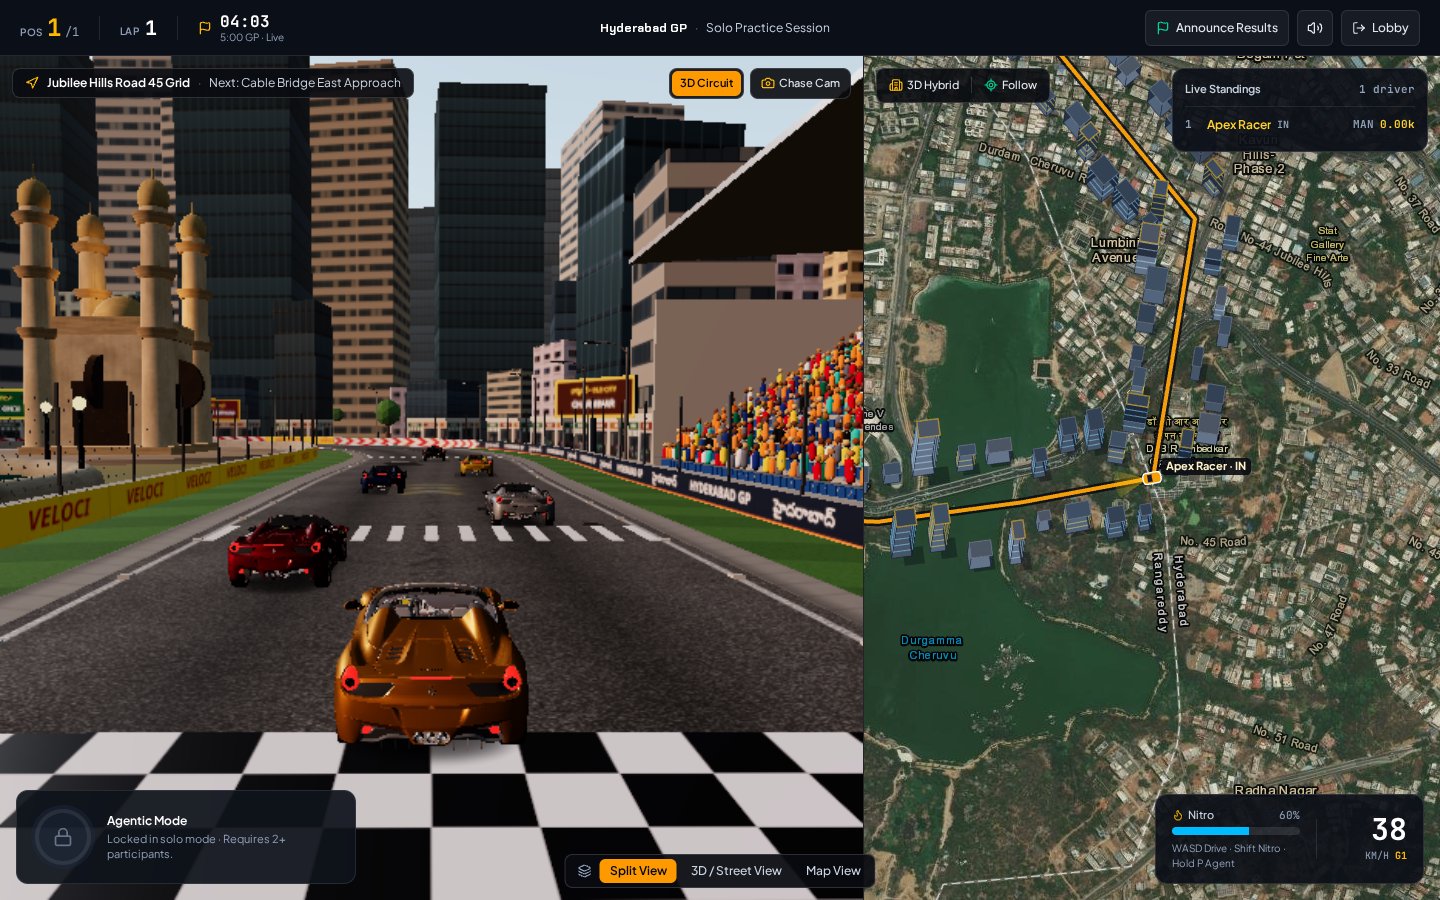 POS 1 /1
LAP 1
04:03
5:00 GP · Live
Hyderabad GP · Solo Practice Session
Announce Results
Lobby
Jubilee Hills Road 45 Grid · Next: Cable Bridge East Approach
3D Circuit
Chase Cam
VELOCI
VELOCI
VELOCI
HYDERABAD GP
హైదరాబాద్
Agentic Mode
Locked in solo mode · Requires 2+
participants.
Split View
3D / Street View
Map View
3D Hybrid
Follow
Live Standings
1 driver
1 Apex Racer IN
MAN 0.00k
Hills-
Phase 2
Durgam Cheruvu R
No. 37 Road
Lumbini
Avenue
Stat
Gallery
Fine Arte
No. 44 Jubilee Hills
No. 33 Road
Apex Racer · IN
No. 45 Road
Rangareddy
Hyderabad
No. 47 Road
Durgamma
Cheruvu
No. 51 Road
Radha Nagar
Nitro
60%
WASD Drive · Shift Nitro ·
Hold P Agent
38
KM/H G1